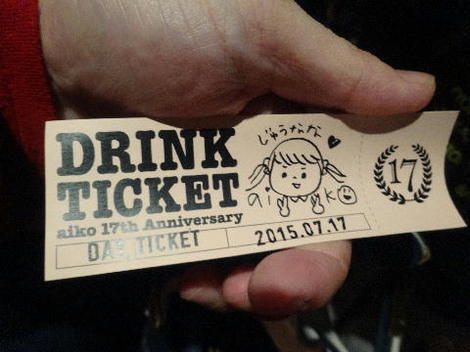 DRINK
TICKET
aiko 17th Anniversary
DAY TICKET
2015.07.17
じゅうなな
aiko
17